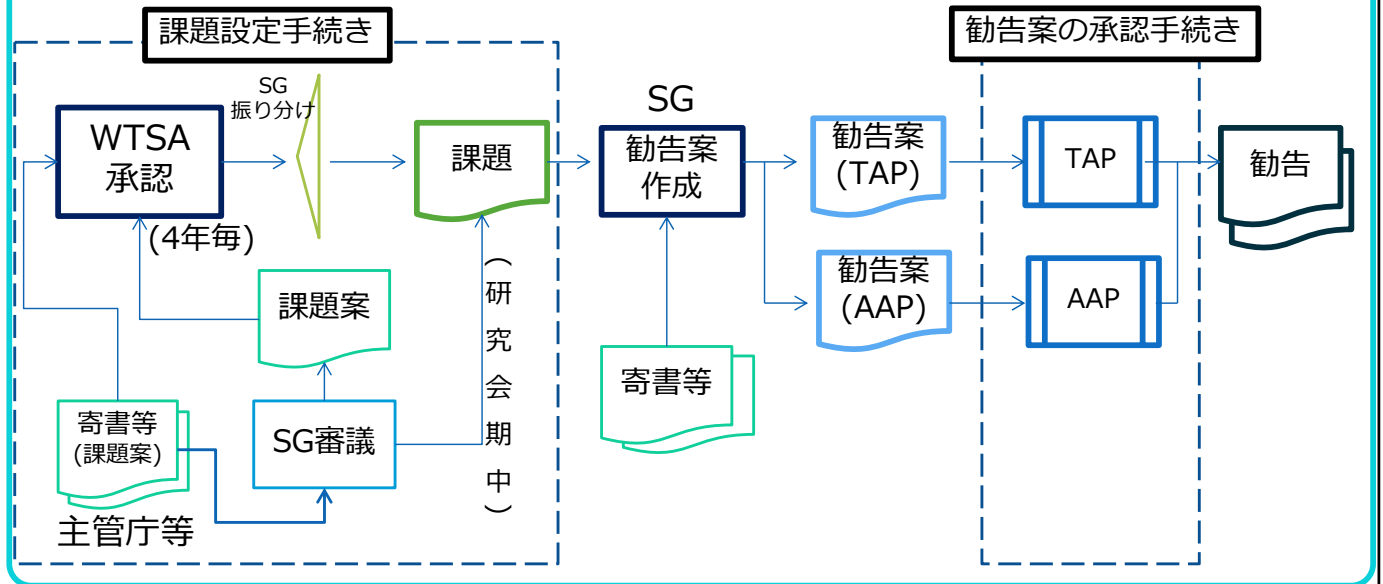 課題設定手続き
勧告案の承認手続き
SG
振り分け
WTSA
承認
(4年毎)
課題
SG
勧告案
作成
勧告案
(TAP)
TAP
勧告
課題案
勧告案
(AAP)
AAP
(研究会期中)
寄書等
寄書等
(課題案)
SG審議
主管庁等